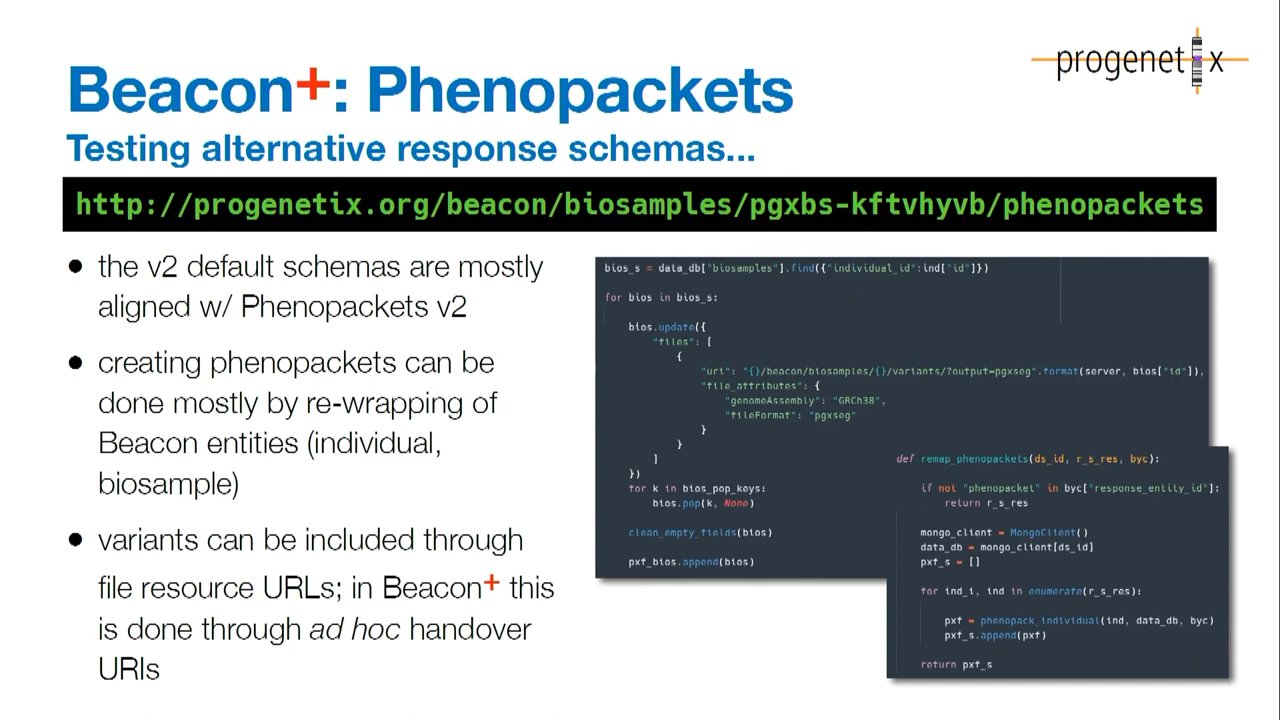 progenetix
Beacon+: Phenopackets
Testing alternative response schemas...
http://progenetix.org/beacon/biosamples/pgxbs-kftvhyvb/phenopackets
● the v2 default schemas are mostly
aligned w/ Phenopackets v2
● creating phenopackets can be
done mostly by re-wrapping of
Beacon entities (individual,
biosample)
● variants can be included through
file resource URLs; in Beacon+ this
is done through ad hoc handover
URIs
bios_s = data_db["biosamples"].find({"individual_id":ind["id"]})
for bios in bios_s:
bios.update({
"files": [
{
"uri": "{}/beacon/biosamples/{}/variants/?output=pgxseg".format(server, bios["id"]),
"file_attributes": {
"genomeAssembly": "GRCh38",
"fileFormat": "pgxseg"
}
}
]
})
for k in bios_pop_keys:
bios.pop(k, None)
clean_empty_fields(bios)
pxf_bios.append(bios)
def remap_phenopackets(ds_id, r_s_res, byc):
if not "phenopacket" in byc["response_entity_id"]:
return r_s_res
mongo_client = MongoClient()
data_db = mongo_client[ds_id]
pxf_s = []
for ind_i, ind in enumerate(r_s_res):
pxf = phenopack_individual(ind, data_db, byc)
pxf_s.append(pxf)
return pxf_s